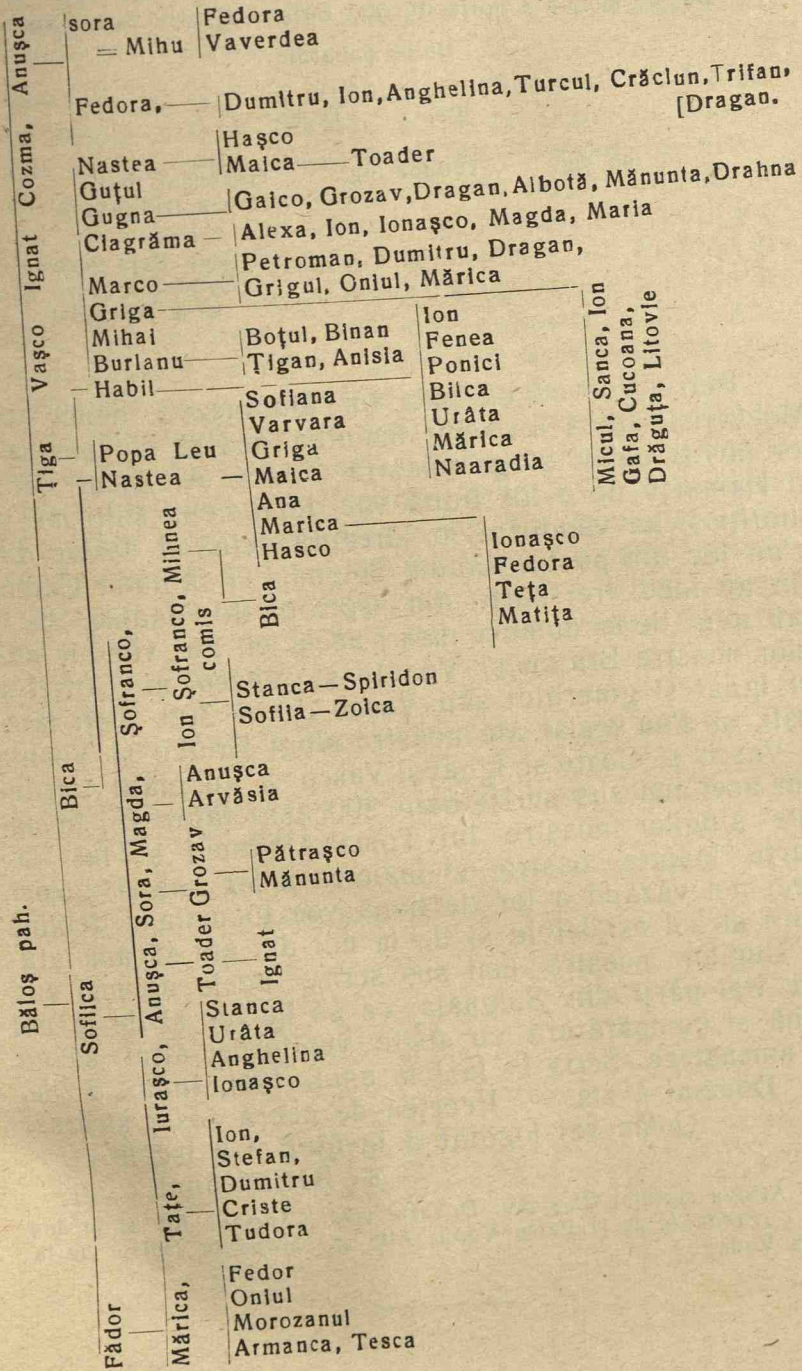 Băloş pah.
Fădor
Sofiica
Bica
Ţiga
Vaşco
Ignat
Cozma, Anuşca
sora
= Mihu
Fedora
Vaverdea
Fedora, Dumitru, Ion, Anghelina, Turcul, Crăciun, Trifan,
[Dragan.
Nastea
Haşco
Maica — Toader
Guţul
Gugna
Gaico, Grozav, Dragan, Albotă, Mănunta, Drahna
Ciagrăma
Alexa, Ion, Ionaşco, Magda, Maria
Marco
Petroman, Dumitru, Dragan,
Grigul, Oniul, Mărica
Griga
Micul, Sanca, Ion
Gafa, Cucoana,
Drăguţa, Litovie
Mihai
Burlanu
Boţul, Binan
Ţigan, Anisia
Habil
Ion
Fenea
Ponici
Bilca
Urâta
Mărica
Naaradia
Popa Leu
Nastea
Sofiana
Varvara
Griga
Maica
Ana
Marica
Hasco
Ionaşco
Fedora
Teţa
Matiţa
Şofranco,
Ion Şofranco, Mihnea
comis
Bica
Stanca — Spiridon
Sofiia — Zoica
Anuşca, Sora, Magda,
Anuşca
Arvăsia
Toader Grozav
Pătraşco
Mănunta
Ignat
Iuraşco,
Stanca
Urâta
Anghelina
Ionaşco
Taţe,
Ion,
Stefan,
Dumitru
Criste
Tudora
Mărica,
Fedor
Oniul
Morozanul
Armanca, Tesca